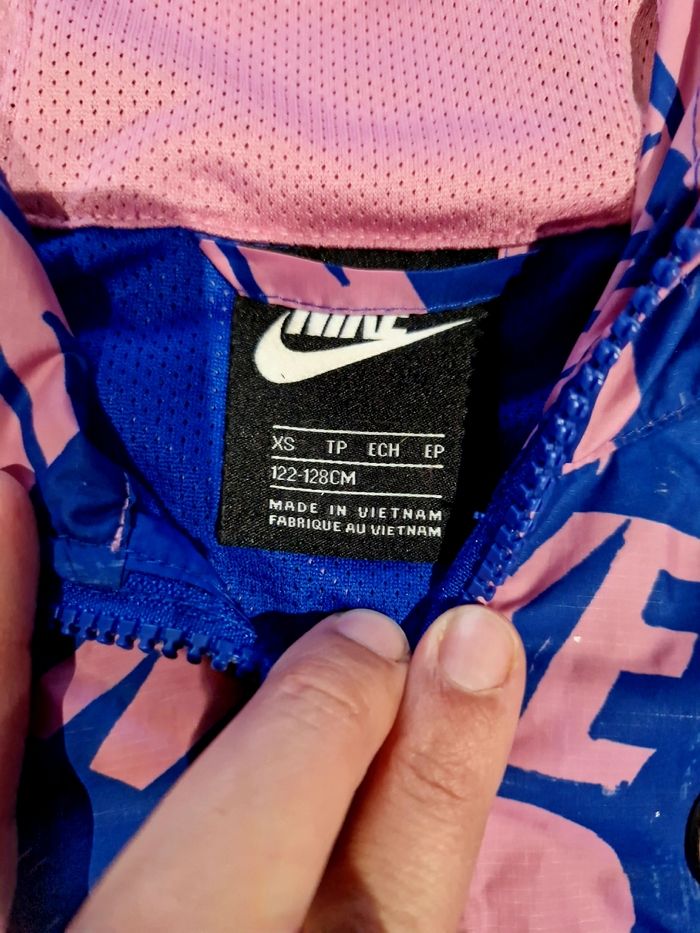 NIKE
XS TP ECH EP
122-128CM
MADE IN VIETNAM
FABRIQUE AU VIETNAM